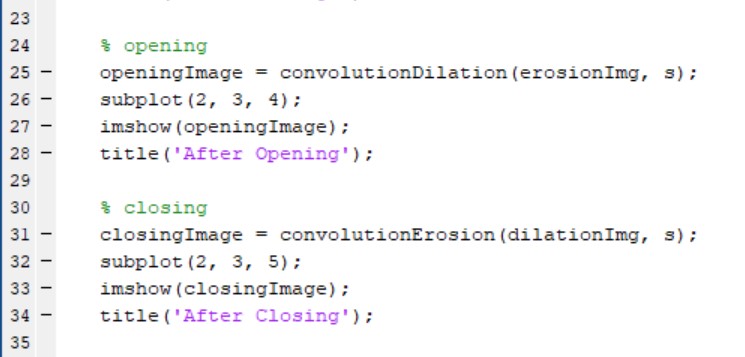 23
24 % opening
25 – openingImage = convolutionDilation(erosionImg, s);
26 – subplot(2, 3, 4);
27 – imshow(openingImage);
28 – title('After Opening');
29
30 % closing
31 – closingImage = convolutionErosion(dilationImg, s);
32 – subplot(2, 3, 5);
33 – imshow(closingImage);
34 – title('After Closing');
35